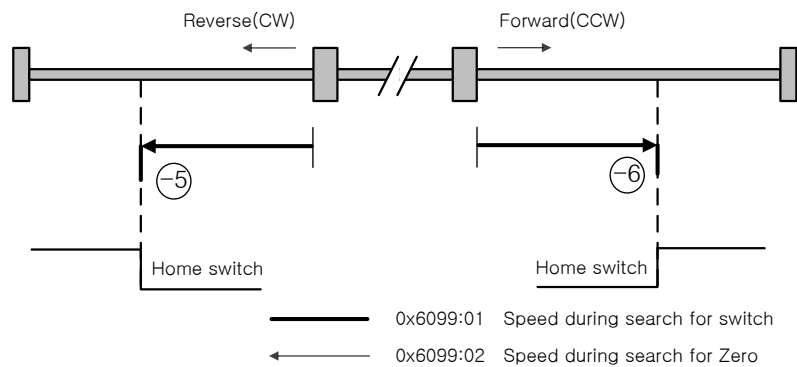 Reverse(CW) Forward(CCW)
-5 -6
Home switch Home switch
0x6099:01 Speed during search for switch
0x6099:02 Speed during search for Zero